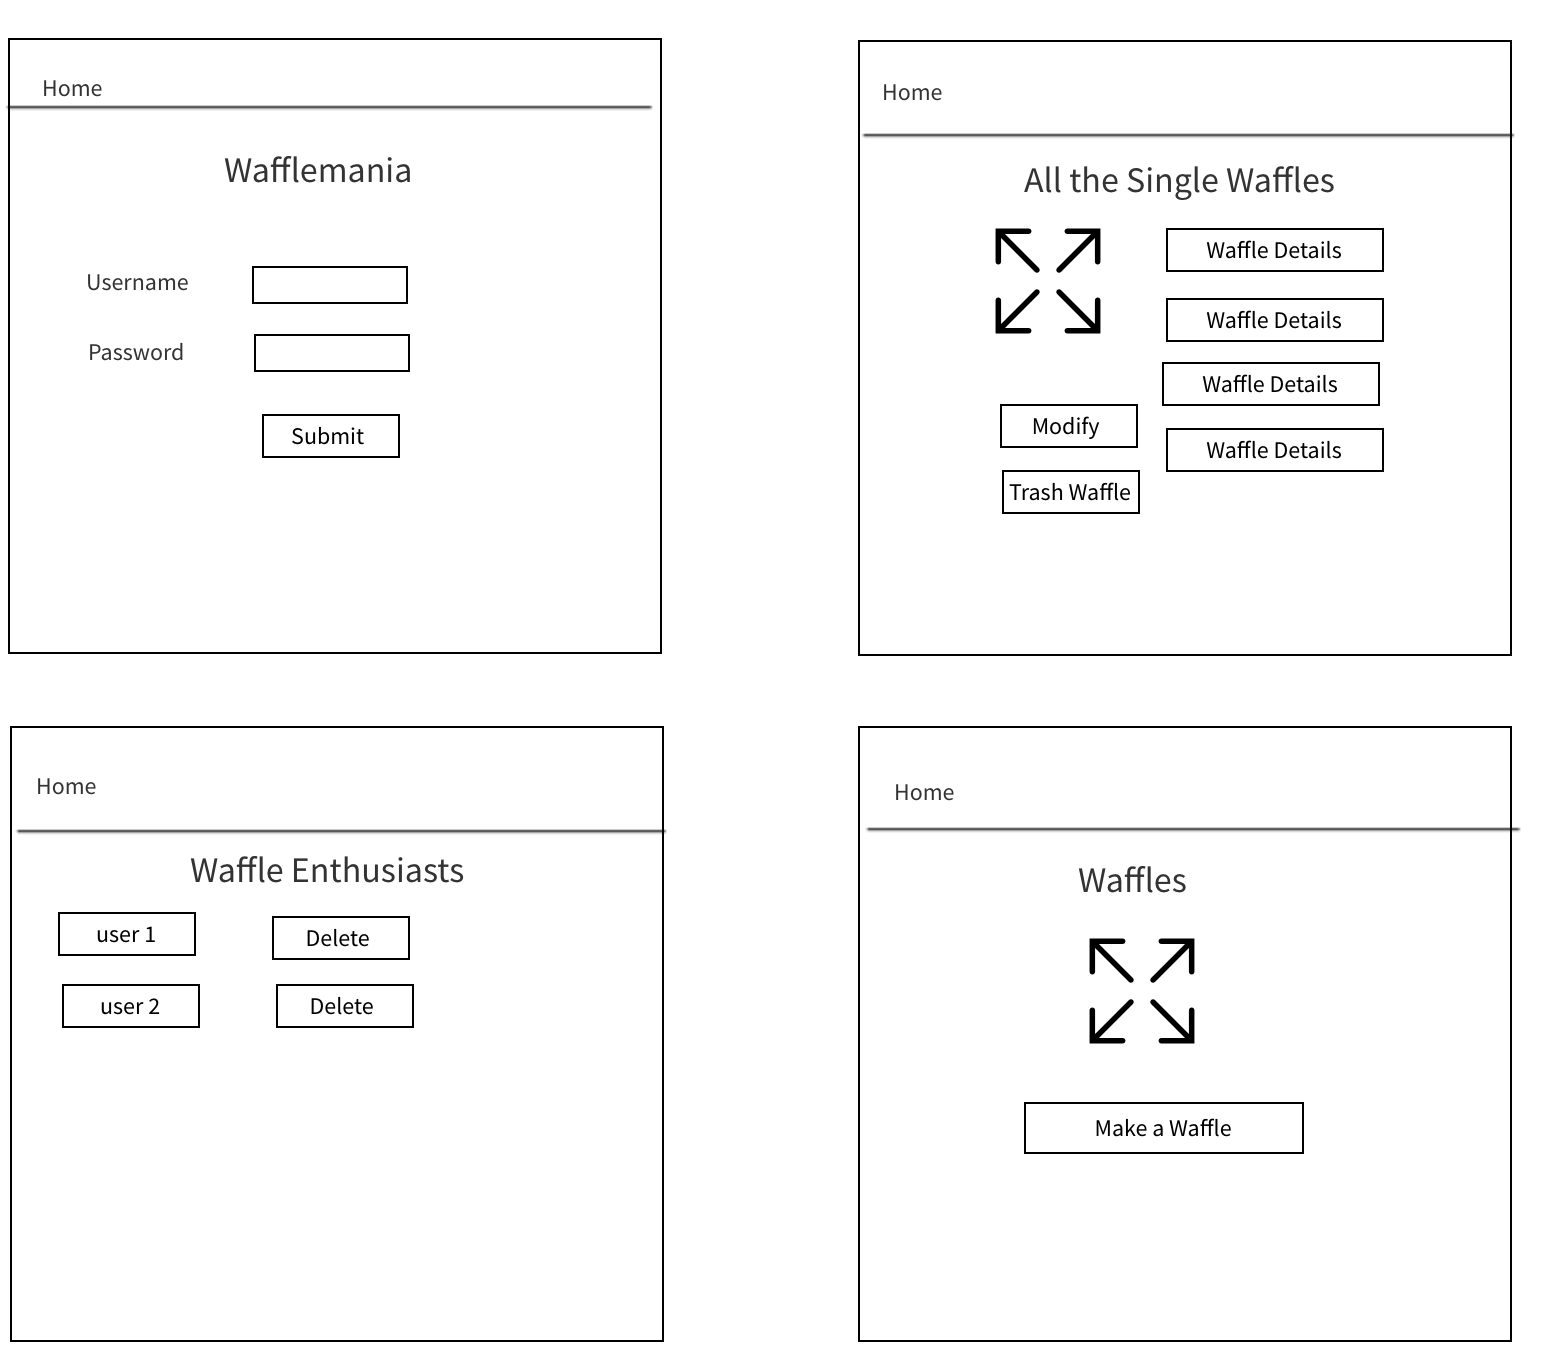 Home
Wafflemania
Username
Password
Submit
Home
All the Single Waffles
Waffle Details
Waffle Details
Waffle Details
Modify
Waffle Details
Trash Waffle
Home
Waffle Enthusiasts
user 1
Delete
user 2
Delete
Home
Waffles
Make a Waffle